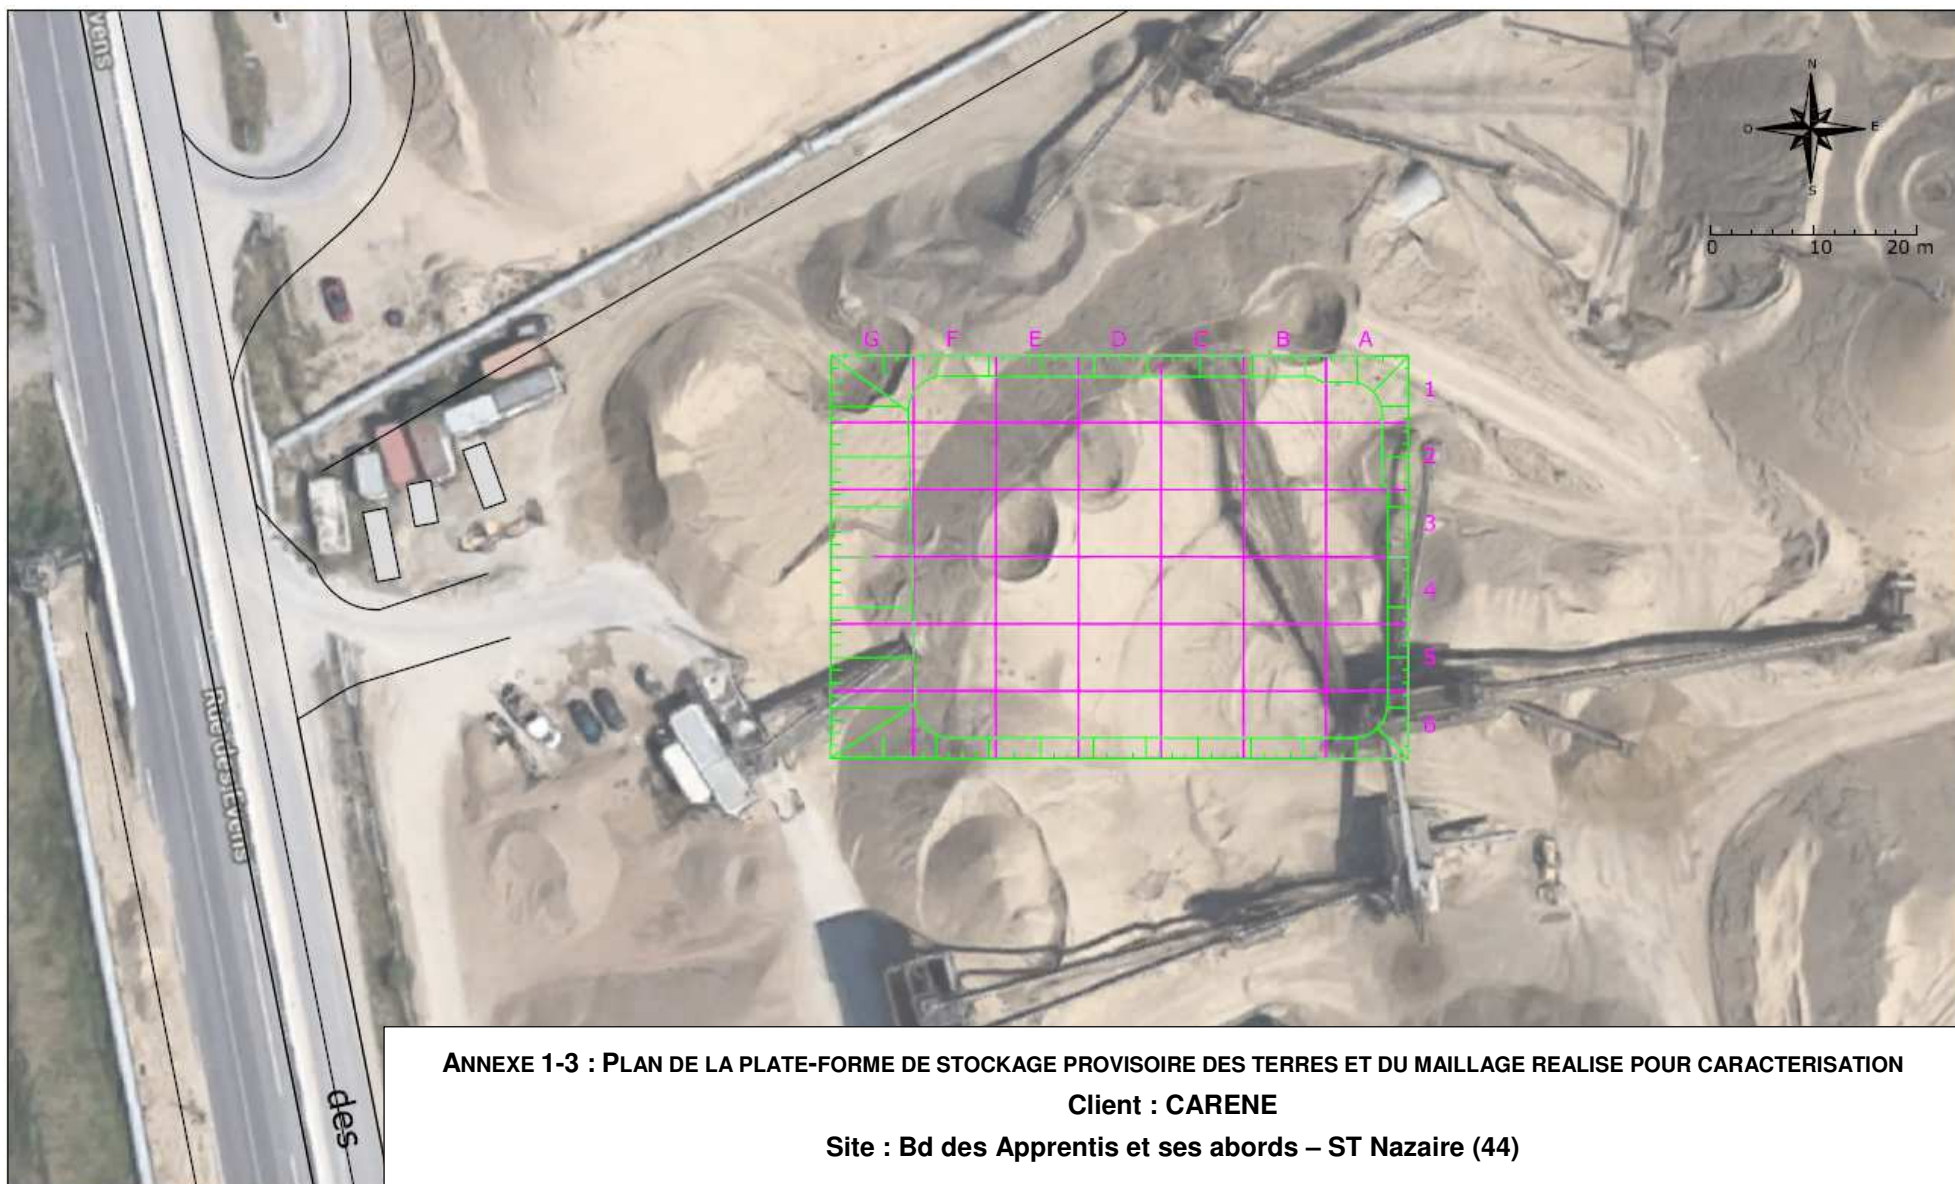 vens
N
O E
S
0 10 20 m
G F E D C B A
1
2
3
4
5
6
Rue des Evens
des
ANNEXE 1-3 : PLAN DE LA PLATE-FORME DE STOCKAGE PROVISOIRE DES TERRES ET DU MAILLAGE REALISE POUR CARACTERISATION
Client : CARENE
Site : Bd des Apprentis et ses abords – ST Nazaire (44)